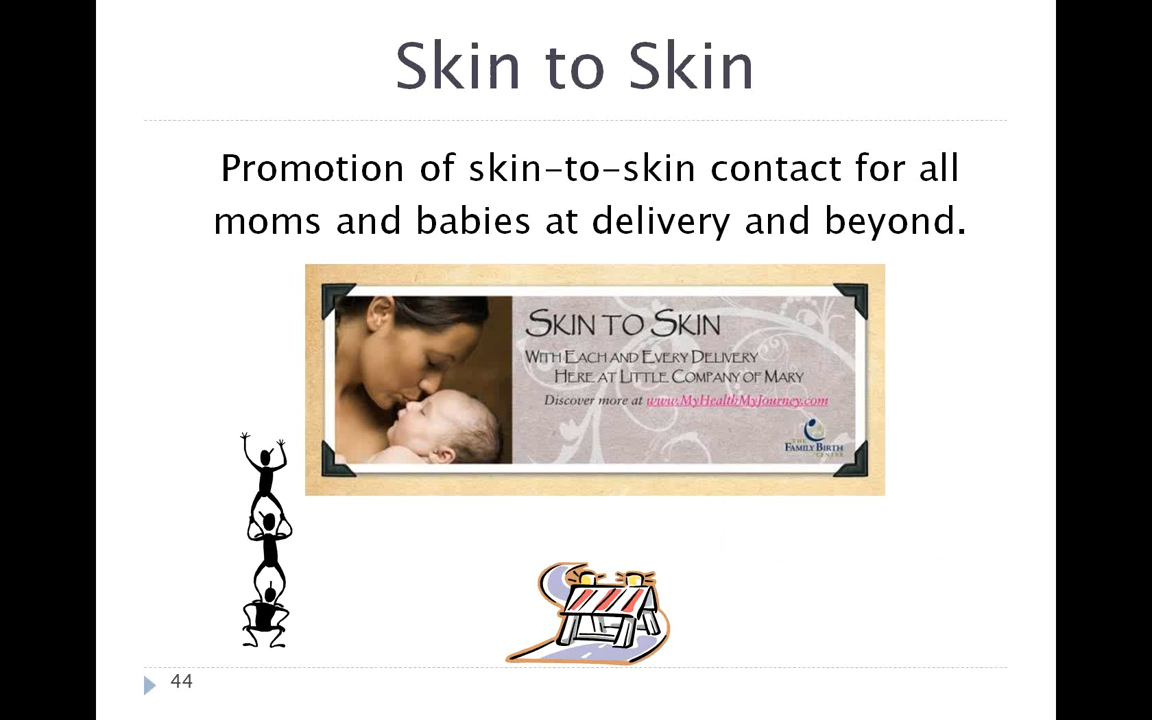 Skin to Skin
Promotion of skin-to-skin contact for all
moms and babies at delivery and beyond.
SKIN TO SKIN
WITH EACH AND EVERY DELIVERY
HERE AT LITTLE COMPANY OF MARY
Discover more at www.MyHealthMyJourney.com
THE
FAMILY BIRTH
CENTRE
44